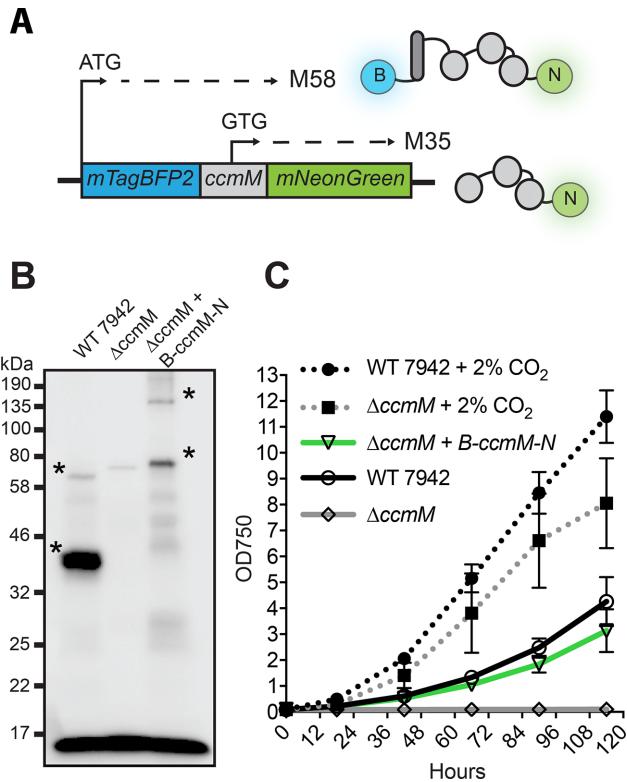 A
ATG
M58
B
N
GTG
M35
mTagBFP2 ccmM mNeonGreen
N
B
WT 7942
ΔccmM
ΔccmM +
B-ccmM-N
kDa
190
135
100
80
58
46
32
25
22
17
*
*
*
*
C
WT 7942 + 2% CO2
ΔccmM + 2% CO2
ΔccmM + B-ccmM-N
WT 7942
ΔccmM
OD750
13
12
11
10
9
8
7
6
5
4
3
2
1
0
0 12 24 36 48 60 72 84 96 108 120
Hours